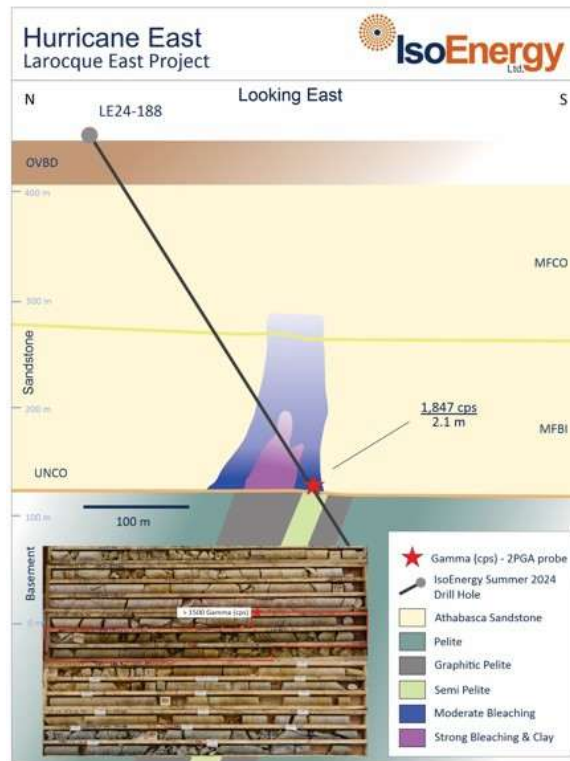 Hurricane East
Larocque East Project
IsoEnergy
Ltd.
N
Looking East
S
LE24-188
OVBD
400 m
MFCO
300 m
Sandstone
200 m
1,847 cps
2.1 m
MFBI
UNCO
100 m
100 m
Basement
0 m
> 1500 Gamma (cps)
Gamma (cps) - 2PGA probe
IsoEnergy Summer 2024
Drill Hole
Athabasca Sandstone
Pelite
Graphitic Pelite
Semi Pelite
Moderate Bleaching
Strong Bleaching & Clay